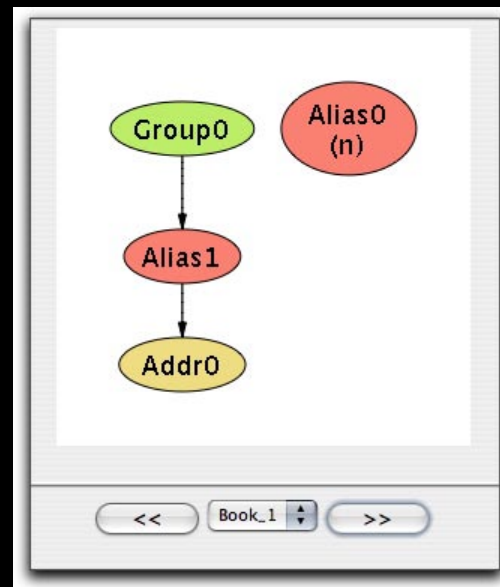 Group0
Alias0
(n)
Alias1
Addr0
<<
Book_1
>>